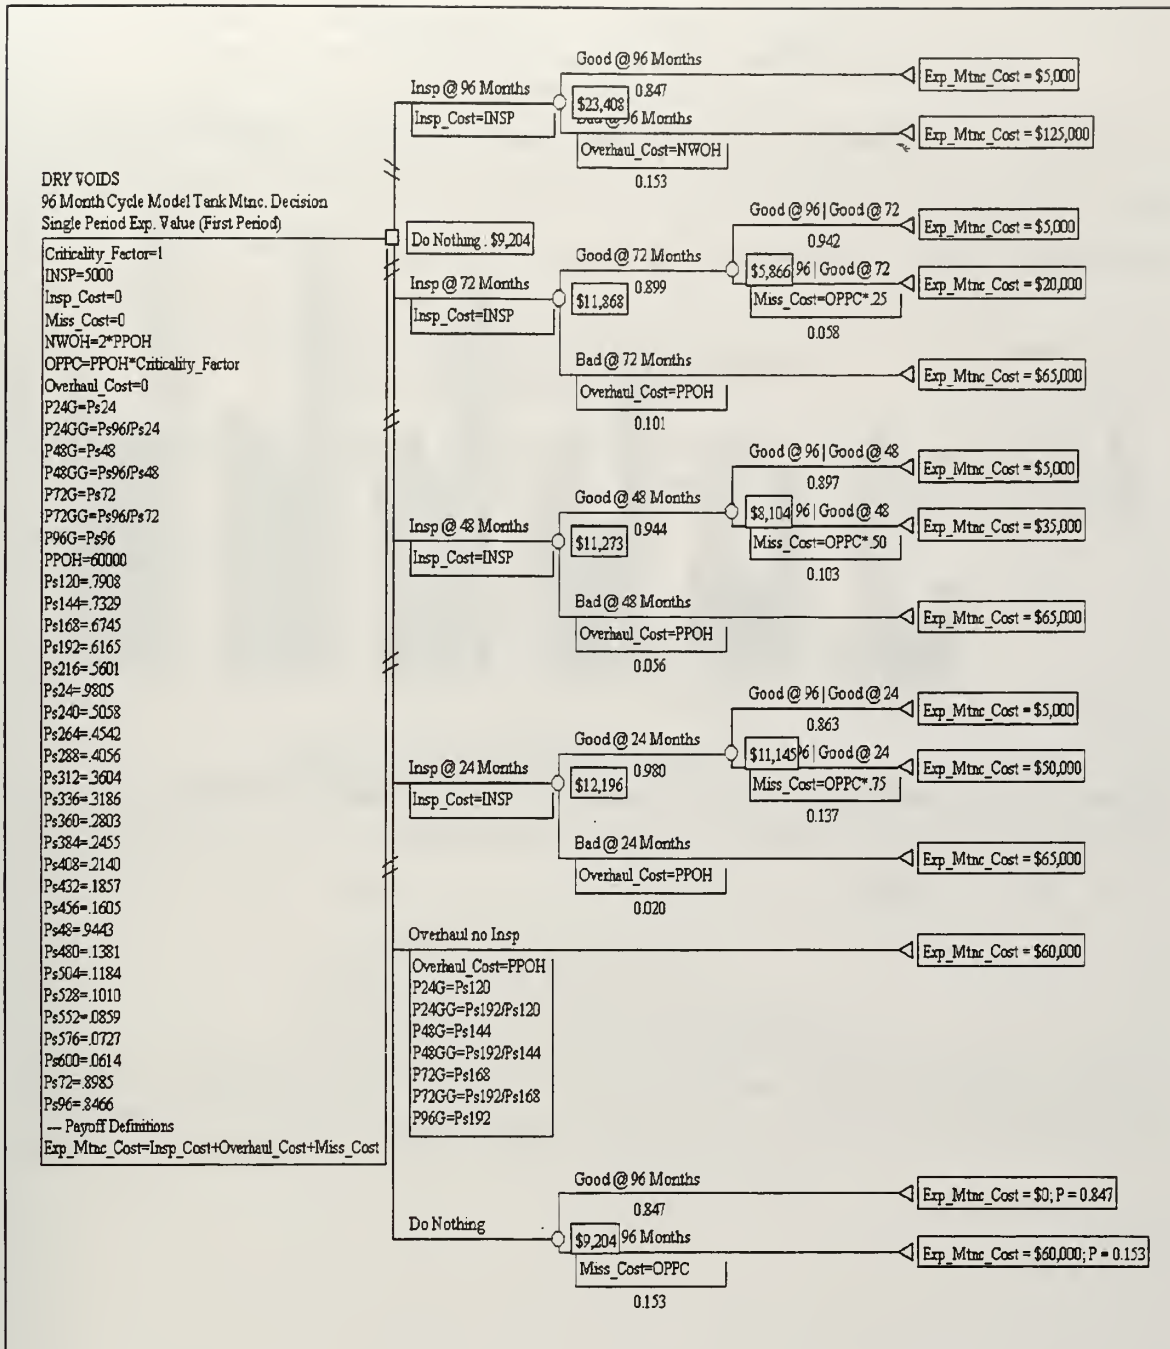 DRY VOIDS
96 Month Cycle Model Tank Mtnc. Decision
Single Period Exp. Value (First Period)
Criticality_Factor=1
INSP=5000
Insp_Cost=0
Miss_Cost=0
NWOH=2*PPOH
OPPC=PPOH*Criticality_Factor
Overhaul_Cost=0
P24G=Ps24
P24GG=Ps96/Ps24
P48G=Ps48
P48GG=Ps96/Ps48
P72G=Ps72
P72GG=Ps96/Ps72
P96G=Ps96
PPOH=60000
Ps120=.7908
Ps144=.7329
Ps168=.6745
Ps192=.6165
Ps216=.5601
Ps24=.9805
Ps240=.5058
Ps264=.4542
Ps288=.4056
Ps312=.3604
Ps336=.3186
Ps360=.2803
Ps384=.2455
Ps408=.2140
Ps432=.1857
Ps456=.1605
Ps48=.9443
Ps480=.1381
Ps504=.1184
Ps528=.1010
Ps552=.0859
Ps576=.0727
Ps600=.0614
Ps72=.8985
Ps96=.8466
--- Payoff Definitions
Exp_Mtnc_Cost=Insp_Cost+Overhaul_Cost+Miss_Cost
Do Nothing . $9,204
Insp @ 96 Months
Insp_Cost=INSP
$23,408
Good @ 96 Months
0.847
Exp_Mtnc_Cost = $5,000
Bad @ 96 Months
Overhaul_Cost=NWOH
0.153
Exp_Mtnc_Cost = $125,000
Insp @ 72 Months
Insp_Cost=INSP
$11,868
Good @ 72 Months
0.899
$5,866
Good @ 96 | Good @ 72
0.942
Exp_Mtnc_Cost = $5,000
96 | Good @ 72
Miss_Cost=OPPC*.25
0.058
Exp_Mtnc_Cost = $20,000
Bad @ 72 Months
Overhaul_Cost=PPOH
0.101
Exp_Mtnc_Cost = $65,000
Insp @ 48 Months
Insp_Cost=INSP
$11,273
Good @ 48 Months
0.944
$8,104
Good @ 96 | Good @ 48
0.897
Exp_Mtnc_Cost = $5,000
96 | Good @ 48
Miss_Cost=OPPC*.50
0.103
Exp_Mtnc_Cost = $35,000
Bad @ 48 Months
Overhaul_Cost=PPOH
0.056
Exp_Mtnc_Cost = $65,000
Insp @ 24 Months
Insp_Cost=INSP
$12,196
Good @ 24 Months
0.980
$11,145
Good @ 96 | Good @ 24
0.863
Exp_Mtnc_Cost = $5,000
6 | Good @ 24
Miss_Cost=OPPC*.75
0.137
Exp_Mtnc_Cost = $50,000
Bad @ 24 Months
Overhaul_Cost=PPOH
0.020
Exp_Mtnc_Cost = $65,000
Overhaul no Insp
Overhaul_Cost=PPOH
P24G=Ps120
P24GG=Ps192/Ps120
P48G=Ps144
P48GG=Ps192/Ps144
P72G=Ps168
P72GG=Ps192/Ps168
P96G=Ps192
Exp_Mtnc_Cost = $60,000
Do Nothing
$9,204
Good @ 96 Months
0.847
Exp_Mtnc_Cost = $0; P = 0.847
96 Months
Miss_Cost=OPPC
0.153
Exp_Mtnc_Cost = $60,000; P = 0.153